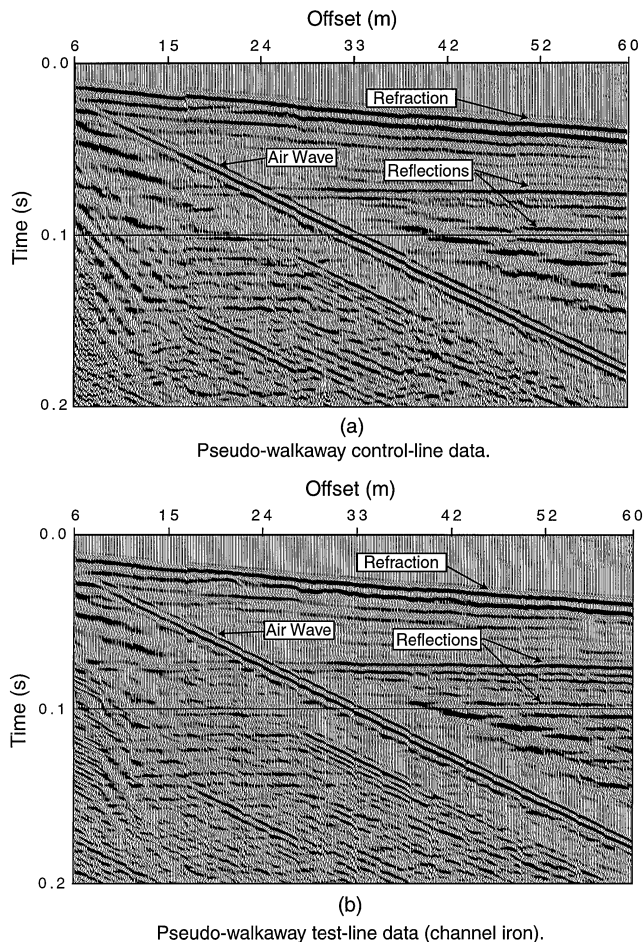 Offset (m)
6 15 24 33 42 52 60
0.0
Refraction
Air Wave
Reflections
Time (s)
0.1
0.2
(a)
Pseudo-walkaway control-line data.
Offset (m)
6 15 24 33 42 52 60
0.0
Refraction
Air Wave
Reflections
Time (s)
0.1
0.2
(b)
Pseudo-walkaway test-line data (channel iron).